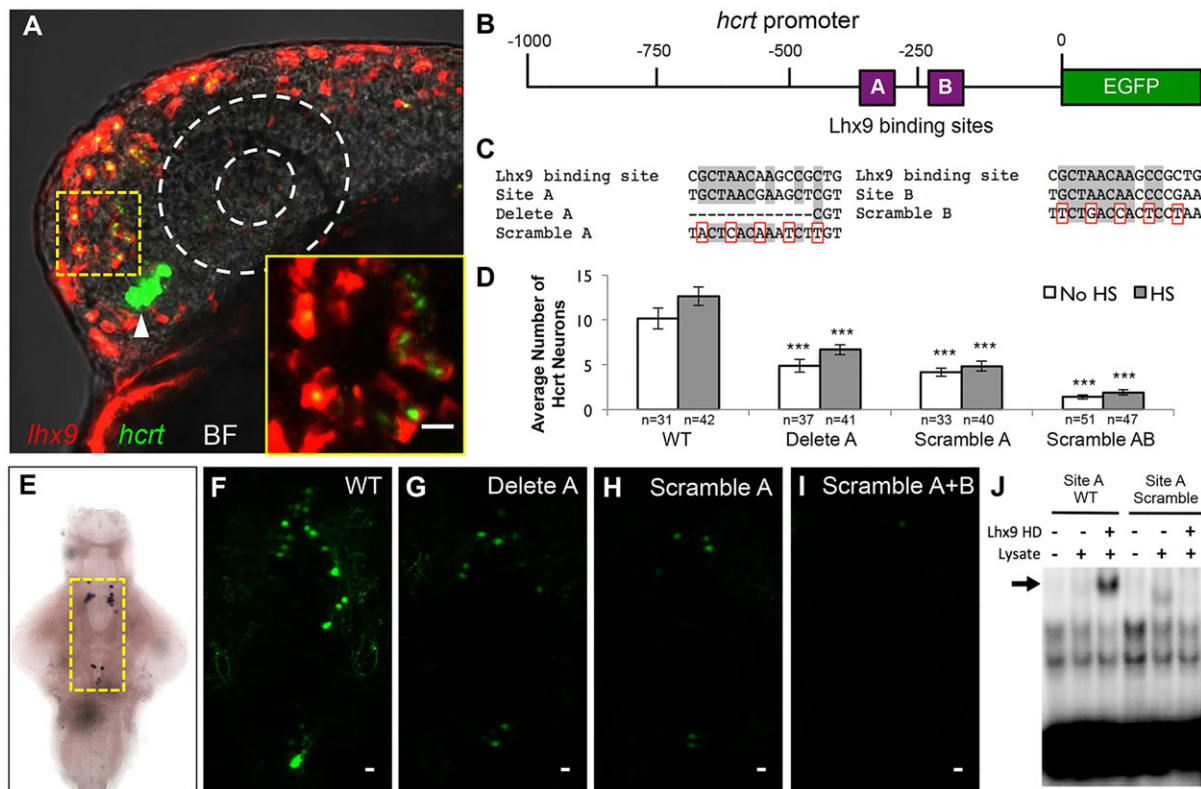 A
lhx9 hcrt BF
B
hcrt promoter
-1000 -750 -500 -250 0
A B EGFP
Lhx9 binding sites
C
Lhx9 binding site CGCTAACAAGCCGCTG
Site A TGCTAACGAAGCTCGT
Delete A -------------CGT
Scramble A TACTCACAAATCTTGT
Lhx9 binding site CGCTAACAAGCCGCTG
Site B TGCTAACAACCCCGAA
Scramble B TTCTGACCACTCCTAA
D
Average Number of
Hcrt Neurons
15
10
5
0
No HS HS
*** *** *** *** *** ***
n=31 n=42 n=37 n=41 n=33 n=40 n=51 n=47
WT Delete A Scramble A Scramble AB
E
F WT
G Delete A
H Scramble A
I Scramble A+B
J
Site A
WT
Site A
Scramble
Lhx9 HD - - + - - +
Lysate - + + - + +